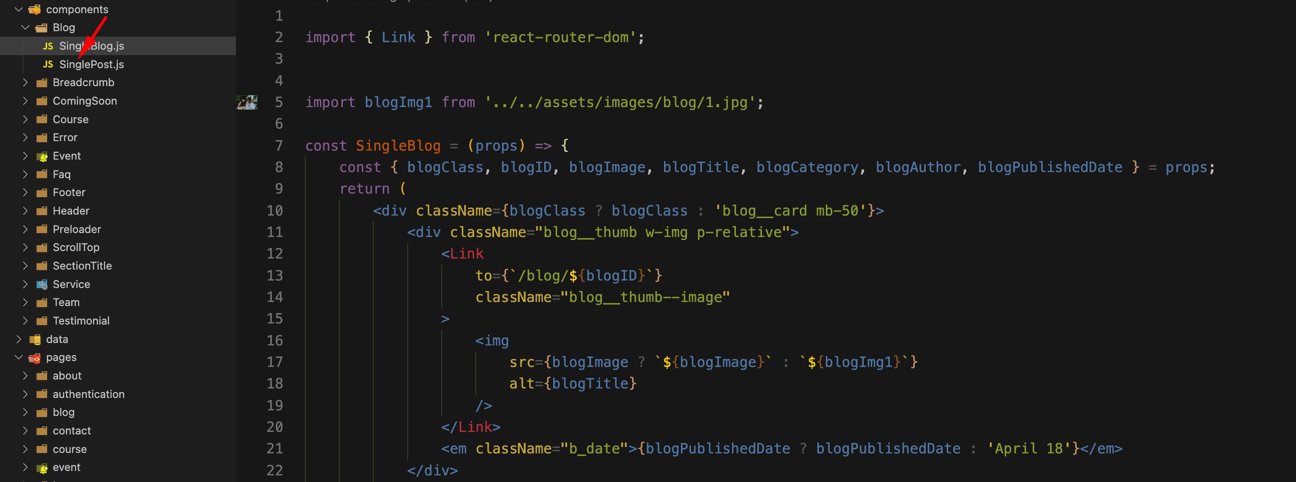 components
Blog
JS SingleBlog.js
JS SinglePost.js
Breadcrumb
ComingSoon
Course
Error
Event
Faq
Footer
Header
Preloader
ScrollTop
SectionTitle
Service
Team
Testimonial
data
pages
about
authentication
blog
contact
course
event
1
2 import { Link } from 'react-router-dom';
3
4
5 import blogImg1 from '../../assets/images/blog/1.jpg';
6
7 const SingleBlog = (props) => {
8 const { blogClass, blogID, blogImage, blogTitle, blogCategory, blogAuthor, blogPublishedDate } = props;
9 return (
10 <div className={blogClass ? blogClass : 'blog__card mb-50'}>
11 <div className="blog__thumb w-img p-relative">
12 <Link
13 to={`/blog/${blogID}`}
14 className="blog__thumb--image"
15 >
16 <img
17 src={blogImage ? `${blogImage}` : `${blogImg1}`}
18 alt={blogTitle}
19 />
20 </Link>
21 <em className="b_date">{blogPublishedDate ? blogPublishedDate : 'April 18'}</em>
22 </div>